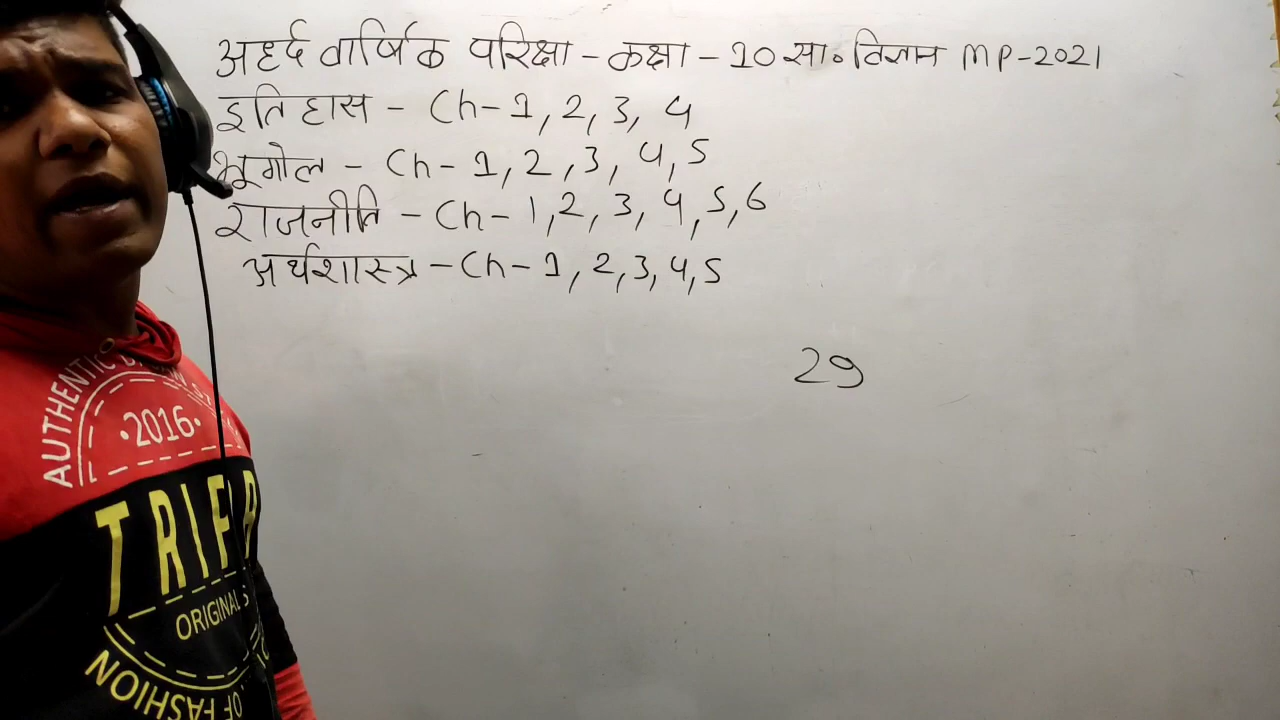 अर्द्ध वार्षिक परिक्षा - कक्षा - 10 सा० विज्ञान MP-2021
इतिहास - Ch-1, 2, 3, 4
भूगोल - Ch-1, 2, 3, 4, 5
राजनीति - Ch-1, 2, 3, 4, 5, 6
अर्थशास्त्र - Ch-1, 2, 3, 4, 5
29
AUTHENTIC
·2016·
ORIGINAL
OF FASHION